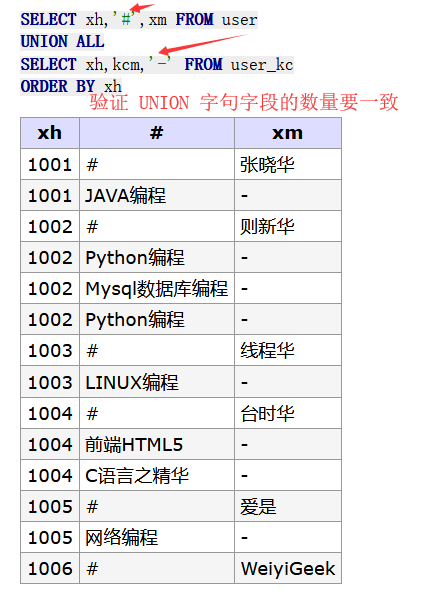 SELECT xh,'#',xm FROM user
UNION ALL
SELECT xh,kcm,'-' FROM user_kc
ORDER BY xh
验证 UNION 字句字段的数量要一致
xh # xm
1001 # 张晓华
1001 JAVA编程 -
1002 # 则新华
1002 Python编程 -
1002 Mysql数据库编程 -
1002 Python编程 -
1003 # 线程华
1003 LINUX编程 -
1004 # 台时华
1004 前端HTML5 -
1004 C语言之精华 -
1005 # 爱是
1005 网络编程 -
1006 # WeiyiGeek